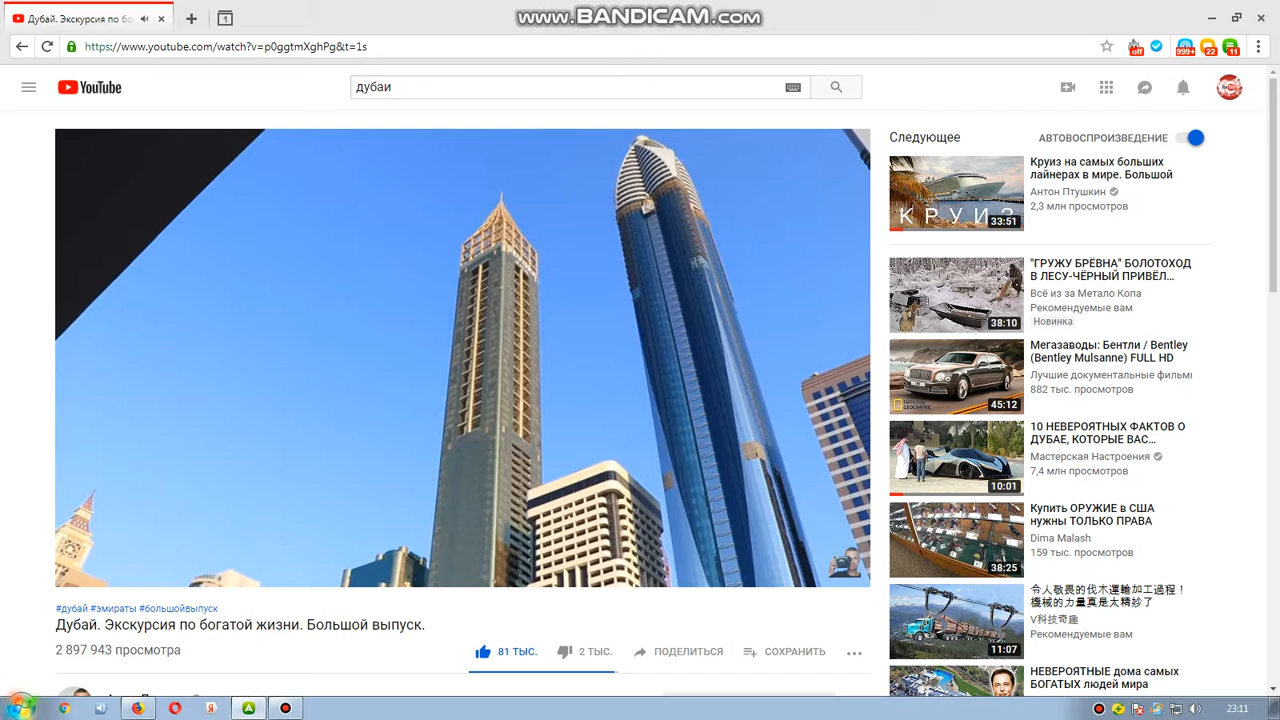 Дубай. Экскурсия по бо
1
www.BANDICAM.com
https://www.youtube.com/watch?v=p0ggtmXghPg&t=1s
off
999+
22
11
YouTube
дубаи
Следующее
АВТОВОСПРОИЗВЕДЕНИЕ
КРУИЗ
33:51
Круиз на самых больших
лайнерах в мире. Большой
Антон Птушкин
2,3 млн просмотров
38:10
"ГРУЖУ БРЁВНА" БОЛОТОХОД
В ЛЕСУ-ЧЁРНЫЙ ПРИВЁЛ...
Всё из за Метало Копа
Рекомендуемые вам
Новинка
45:12
Мегазаводы: Бентли / Bentley
(Bentley Mulsanne) FULL HD
Лучшие документальные фильмы
882 тыс. просмотров
10:01
10 НЕВЕРОЯТНЫХ ФАКТОВ О
ДУБАЕ, КОТОРЫЕ ВАС...
Мастерская Настроения
7,4 млн просмотров
38:25
Купить ОРУЖИЕ в США
нужны ТОЛЬКО ПРАВА
Dima Malash
159 тыс. просмотров
11:07
令人敬畏的伐木運輸加工過程！
機械的力量真是太精妙了
V科技奇趣
Рекомендуемые вам
НЕВЕРОЯТНЫЕ дома самых
БОГАТЫХ людей мира
#дубай #эмираты #большойвыпуск
Дубай. Экскурсия по богатой жизни. Большой выпуск.
2 897 943 просмотра
81 ТЫС.
2 ТЫС.
ПОДЕЛИТЬСЯ
СОХРАНИТЬ
23:11